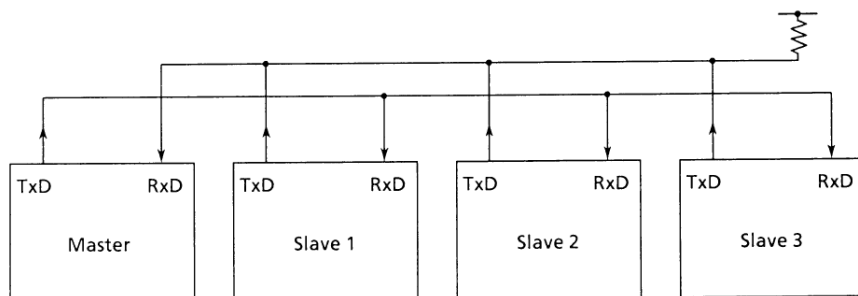 TxD RxD TxD RxD TxD RxD TxD RxD
Master Slave 1 Slave 2 Slave 3